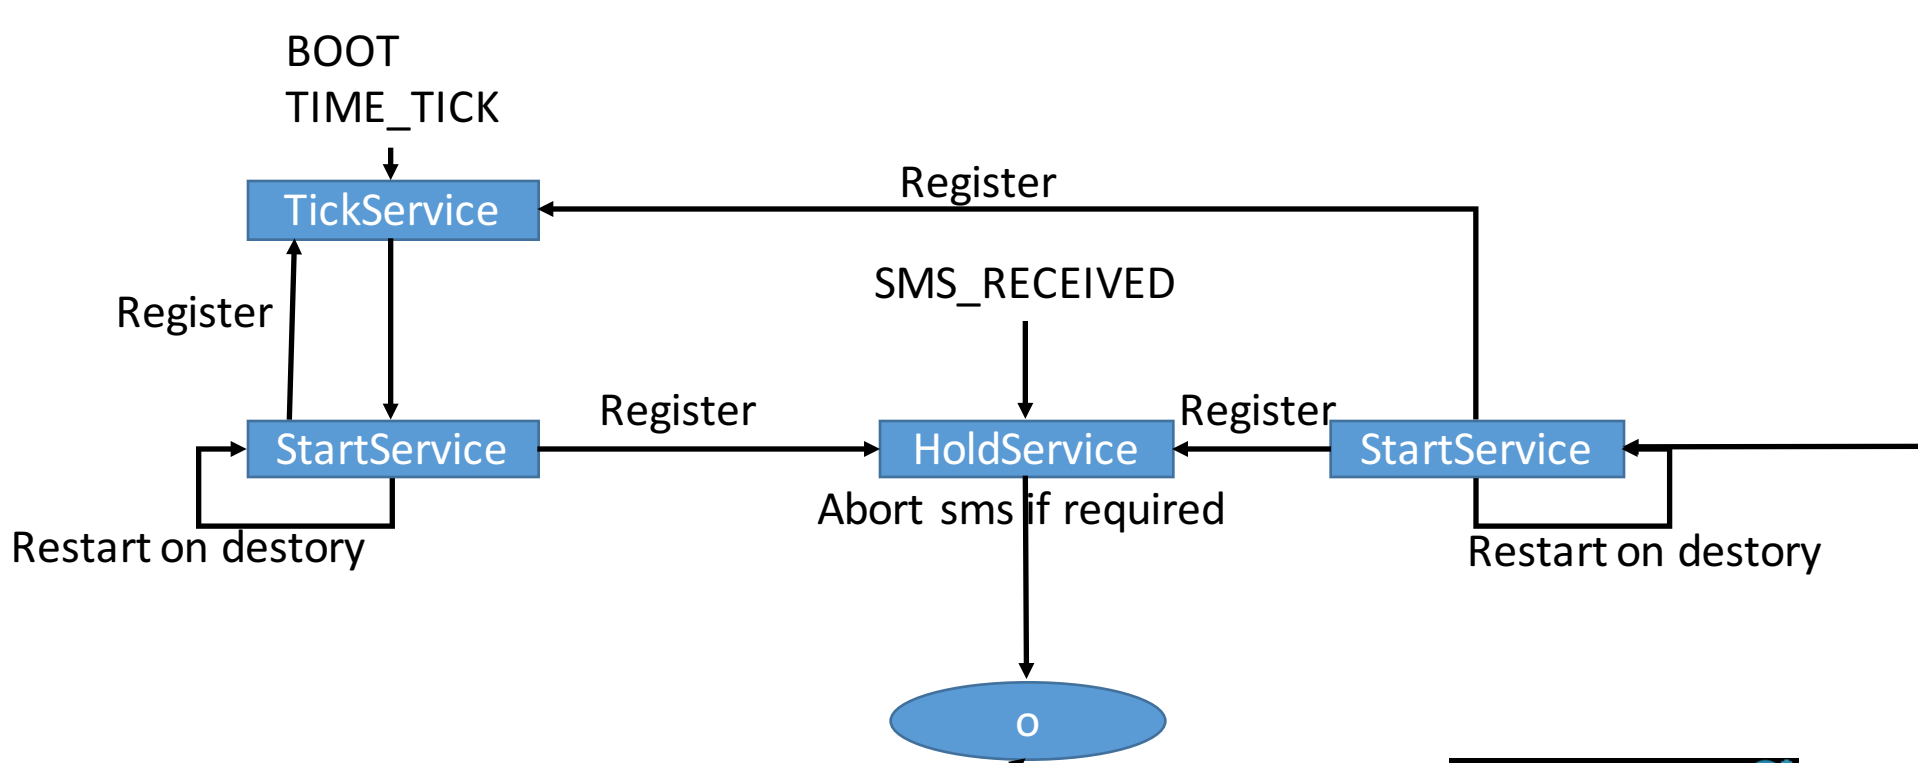 BOOT
TIME_TICK
Register
TickService
SMS_RECEIVED
Register
Register
Register
StartService
HoldService
StartService
Abort sms if required
Restart on destory
Restart on destory
o